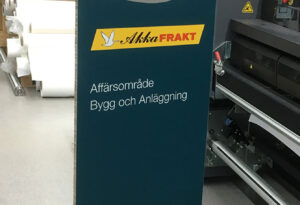 AkkaFRAKT
Affärsområde
Bygg och Anläggning